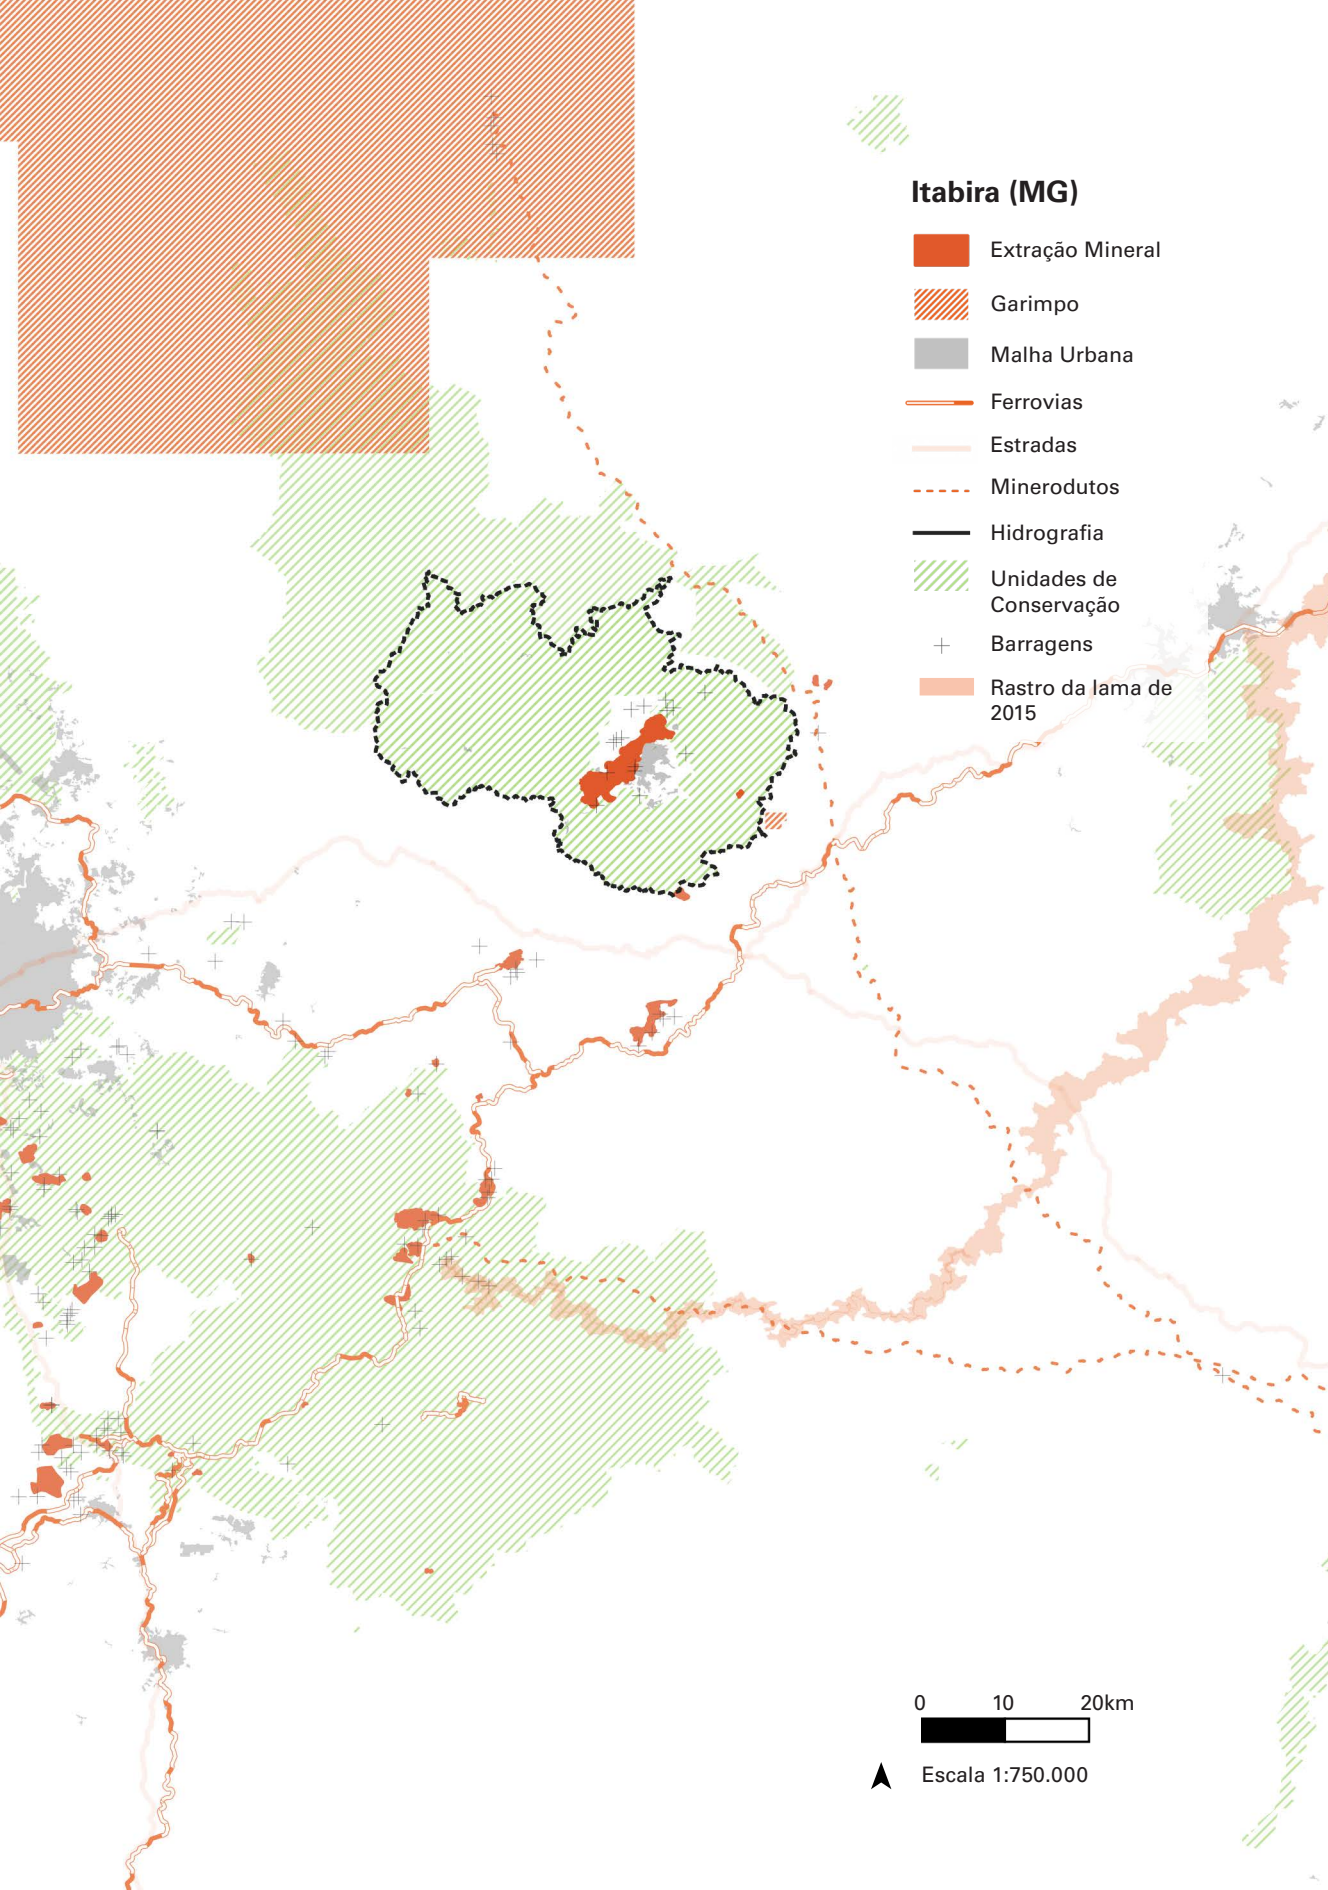 Itabira (MG)
Extração Mineral
Garimpo
Malha Urbana
Ferrovias
Estradas
Minerodutos
Hidrografia
Unidades de
Conservação
Barragens
Rastro da lama de
2015
0 10 20km
Escala 1:750.000